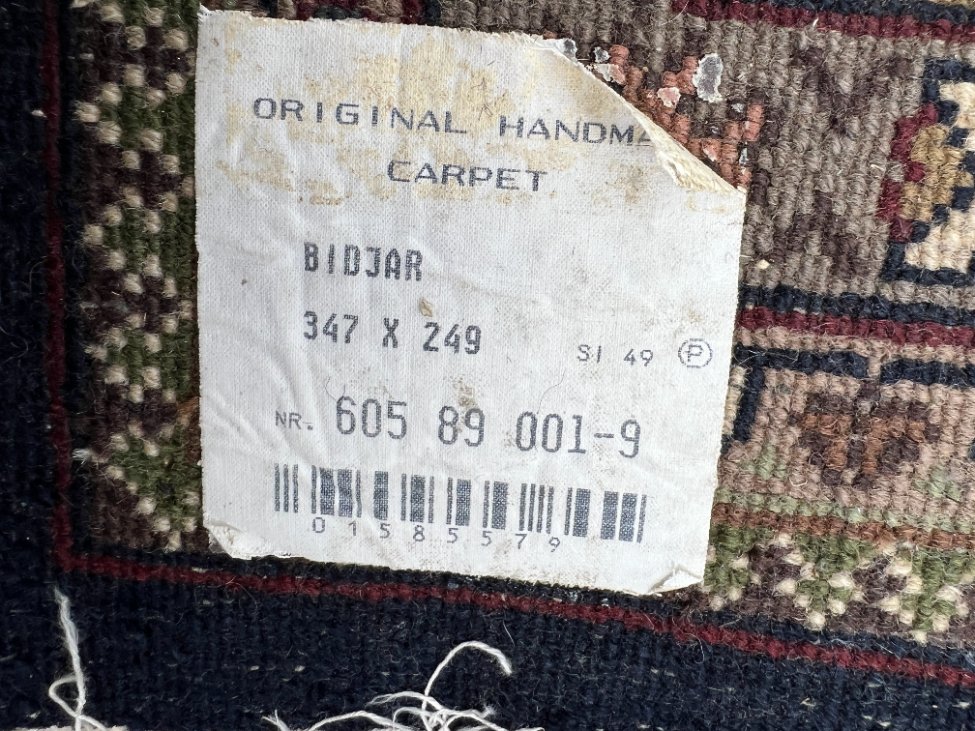 ORIGINAL HANDMA
CARPET
BIDJAR
347 X 249
SI 49 Ⓟ
NR. 605 89 001-9
01585579